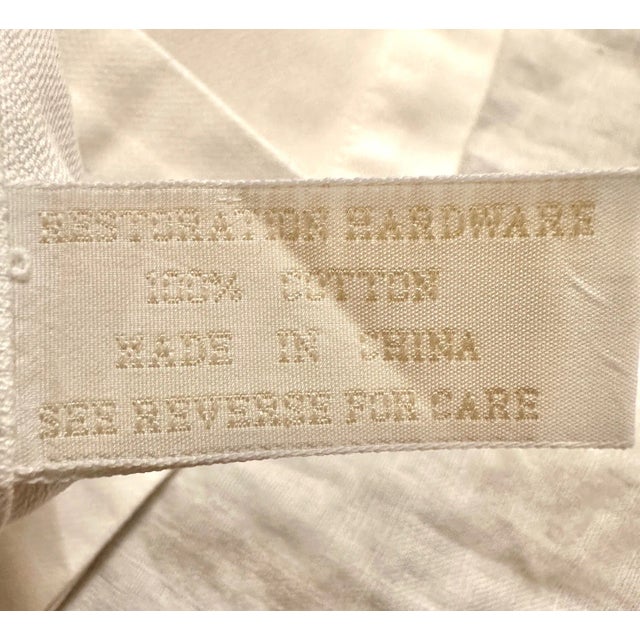 RESTORATION HARDWARE
100% COTTON
MADE IN CHINA
SEE REVERSE FOR CARE